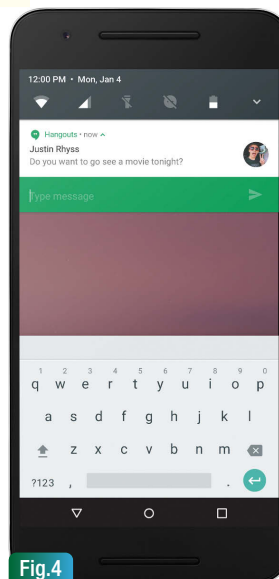 12:00 PM • Mon, Jan 4
Hangouts • now
Justin Rhyss
Do you want to go see a movie tonight?
Type message
1 2 3 4 5 6 7 8 9 0
q w e r t y u i o p
a s d f g h j k l
z x c v b n m
?123 , .
Fig.4